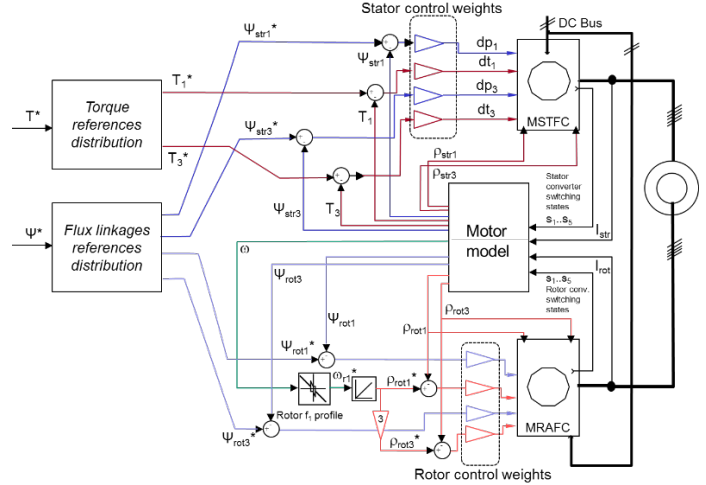 Stator control weights
DC Bus
Ψstr1*
Ψstr1
dp1
dt1
dp3
dt3
MSTFC
T*
Torque
references
distribution
T1*
T1
T3*
T3
Ψstr3*
Ψstr3
ρstr1
ρstr3
Stator
converter
switching
states
s1..s5
Istr
Ψ*
Flux linkages
references
distribution
Motor
model
ω
Ψrot3
Ψrot1
Irot
s1..s5
Rotor conv.
switching
states
ρrot3
ρrot1
Ψrot1*
ωr1*
Rotor f1 profile
ρrot1*
3
Ψrot3*
ρrot3*
MRAFC
Rotor control weights